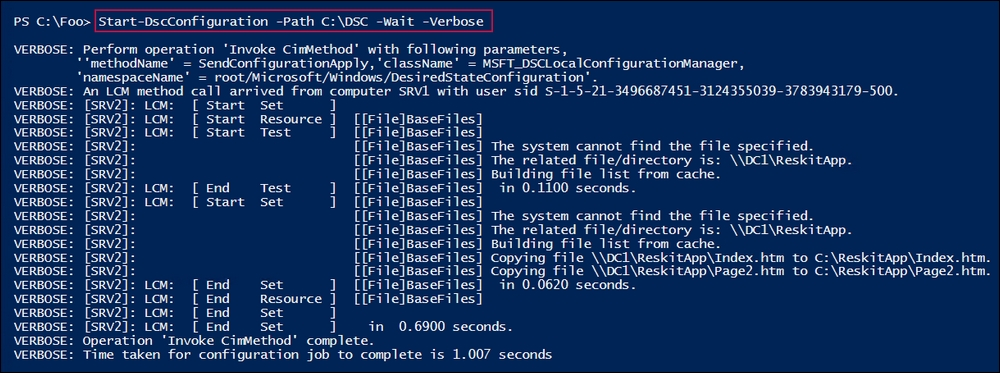 PS C:\Foo> Start-DscConfiguration -Path C:\DSC -Wait -Verbose
VERBOSE: Perform operation 'Invoke CimMethod' with following parameters,
''methodName' = SendConfigurationApply,'className' = MSFT_DSCLocalConfigurationManager,
'namespaceName' = root/Microsoft/Windows/DesiredStateConfiguration'.
VERBOSE: An LCM method call arrived from computer SRV1 with user sid S-1-5-21-3496687451-3124355039-3783943179-500.
VERBOSE: [SRV2]: LCM:  [ Start  Set      ]
VERBOSE: [SRV2]: LCM:  [ Start  Resource ]  [[File]BaseFiles]
VERBOSE: [SRV2]: LCM:  [ Start  Test     ]  [[File]BaseFiles]
VERBOSE: [SRV2]:                            [[File]BaseFiles] The system cannot find the file specified.
VERBOSE: [SRV2]:                            [[File]BaseFiles] The related file/directory is: \\DC1\ReskitApp.
VERBOSE: [SRV2]:                            [[File]BaseFiles] Building file list from cache.
VERBOSE: [SRV2]: LCM:  [ End    Test     ]  [[File]BaseFiles]  in 0.1100 seconds.
VERBOSE: [SRV2]: LCM:  [ Start  Set      ]  [[File]BaseFiles]
VERBOSE: [SRV2]:                            [[File]BaseFiles] The system cannot find the file specified.
VERBOSE: [SRV2]:                            [[File]BaseFiles] The related file/directory is: \\DC1\ReskitApp.
VERBOSE: [SRV2]:                            [[File]BaseFiles] Building file list from cache.
VERBOSE: [SRV2]:                            [[File]BaseFiles] Copying file \\DC1\ReskitApp\Index.htm to C:\ReskitApp\Index.htm.
VERBOSE: [SRV2]:                            [[File]BaseFiles] Copying file \\DC1\ReskitApp\Page2.htm to C:\ReskitApp\Page2.htm.
VERBOSE: [SRV2]: LCM:  [ End    Set      ]  [[File]BaseFiles]  in 0.0620 seconds.
VERBOSE: [SRV2]: LCM:  [ End    Resource ]  [[File]BaseFiles]
VERBOSE: [SRV2]: LCM:  [ End    Set      ]
VERBOSE: [SRV2]: LCM:  [ End    Set      ]    in  0.6900 seconds.
VERBOSE: Operation 'Invoke CimMethod' complete.
VERBOSE: Time taken for configuration job to complete is 1.007 seconds